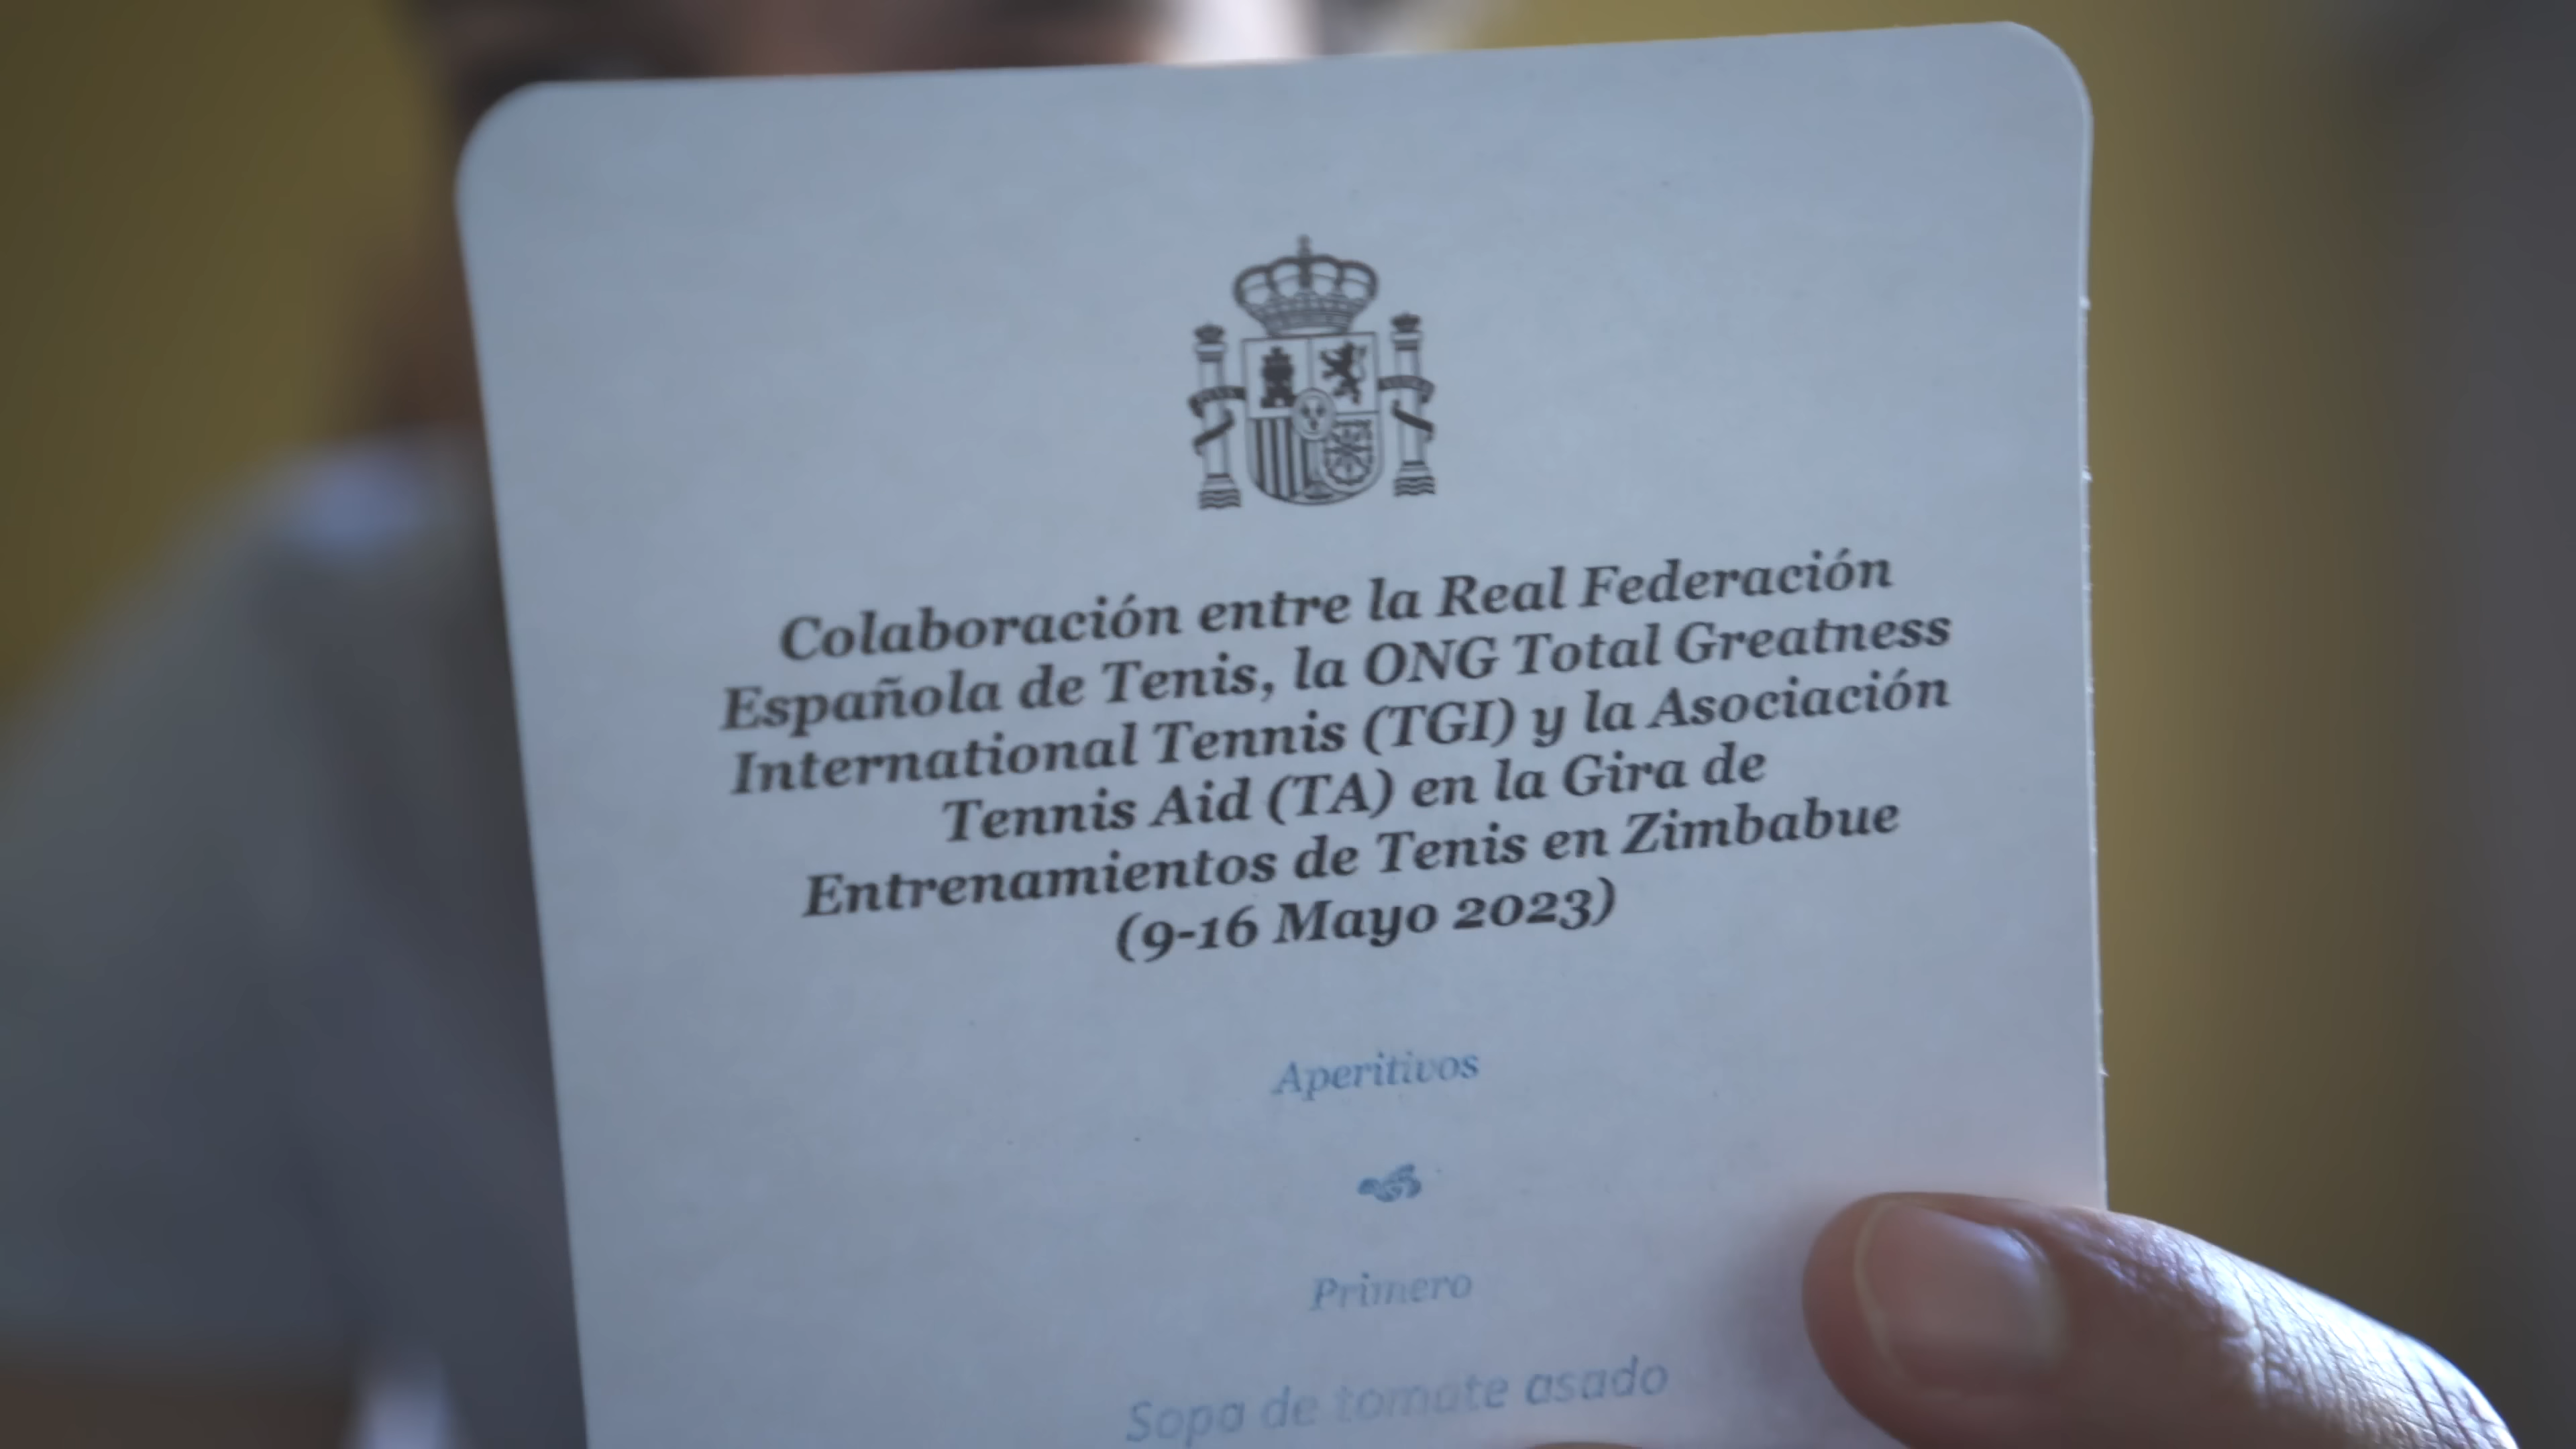 Colaboración entre la Real Federación
Española de Tenis, la ONG Total Greatness
International Tennis (TGI) y la Asociación
Tennis Aid (TA) en la Gira de
Entrenamientos de Tenis en Zimbabue
(9-16 Mayo 2023)
Aperitivos
Primero
Sopa de tomate asado